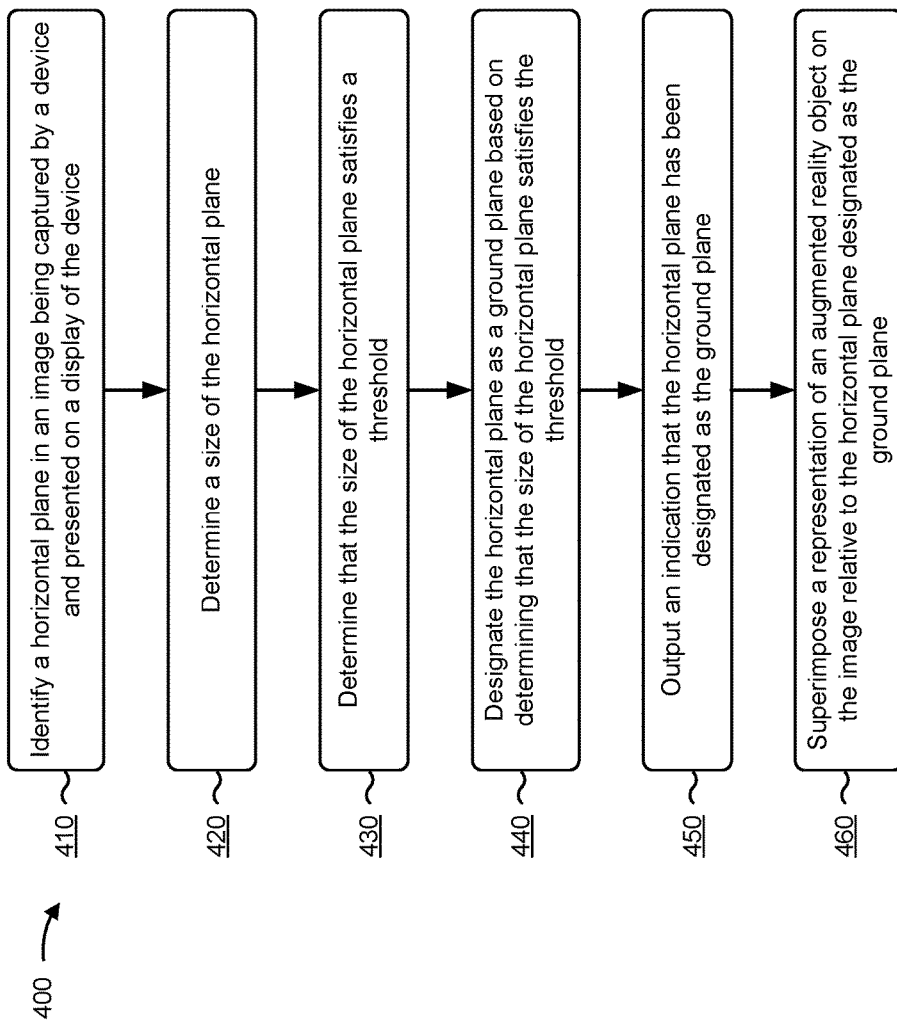 400
410
Identify a horizontal plane in an image being captured by a device
and presented on a display of the device
420
Determine a size of the horizontal plane
430
Determine that the size of the horizontal plane satisfies a
threshold
440
Designate the horizontal plane as a ground plane based on
determining that the size of the horizontal plane satisfies the
threshold
450
Output an indication that the horizontal plane has been
designated as the ground plane
460
Superimpose a representation of an augmented reality object on
the image relative to the horizontal plane designated as the
ground plane